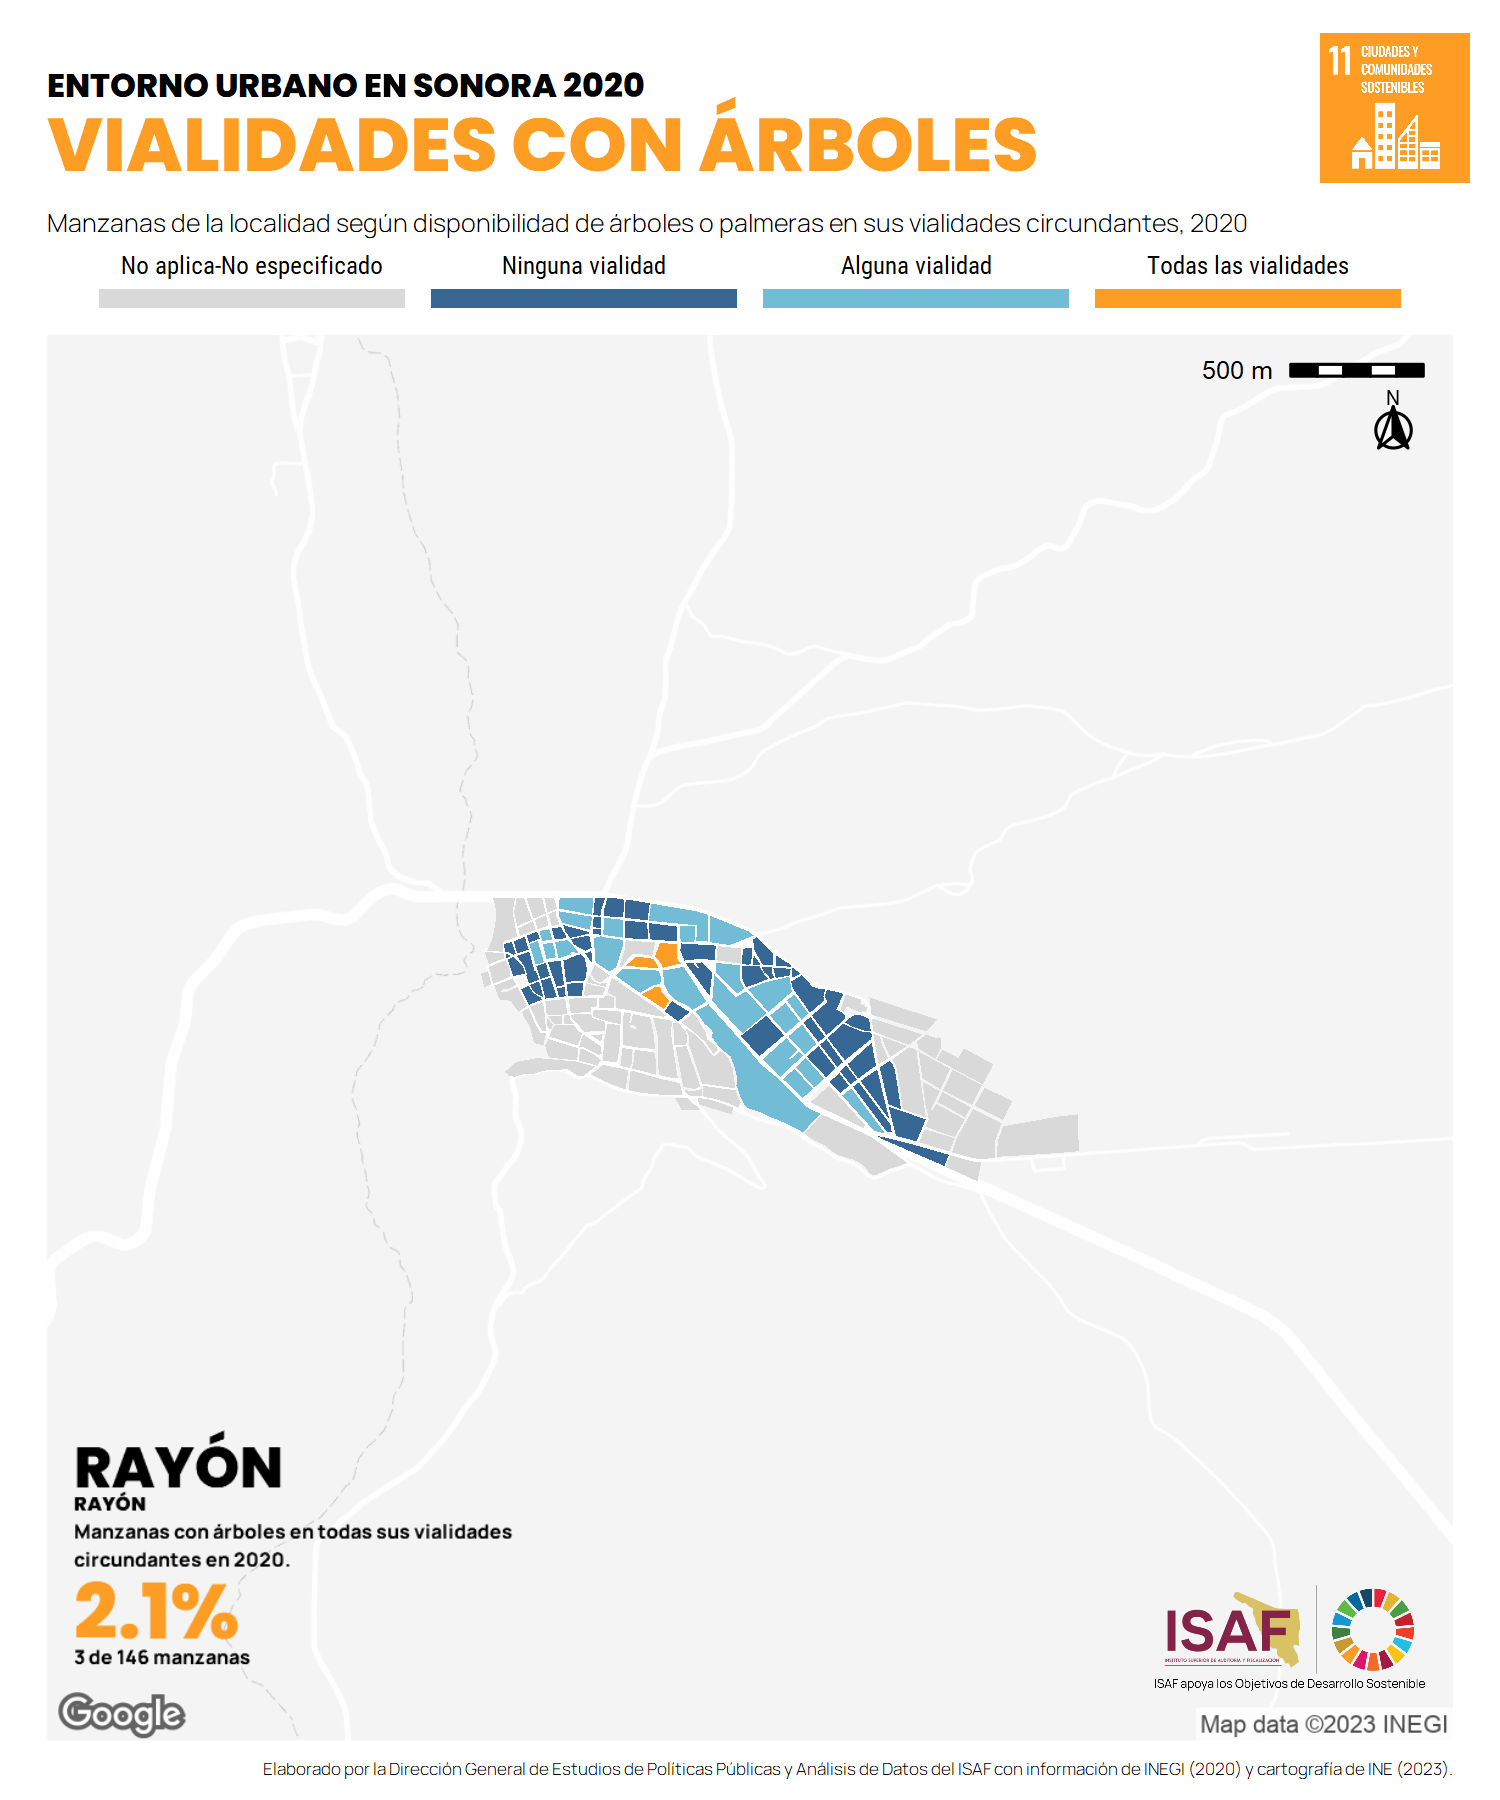 ENTORNO URBANO EN SONORA 2020
VIALIDADES CON ÁRBOLES
11 CIUDADES Y
COMUNIDADES
SOSTENIBLES
Manzanas de la localidad según disponibilidad de árboles o palmeras en sus vialidades circundantes, 2020
No aplica-No especificado Ninguna vialidad Alguna vialidad Todas las vialidades
500 m
N
RAYÓN
RAYÓN
Manzanas con árboles en todas sus vialidades
circundantes en 2020.
2.1%
3 de 146 manzanas
ISAF
INSTITUTO SUPERIOR DE AUDITORÍA Y FISCALIZACIÓN
ISAF apoya los Objetivos de Desarrollo Sostenible
Google
Map data ©2023 INEGI
Elaborado por la Dirección General de Estudios de Políticas Públicas y Análisis de Datos del ISAF con información de INEGI (2020) y cartografía de INE (2023).